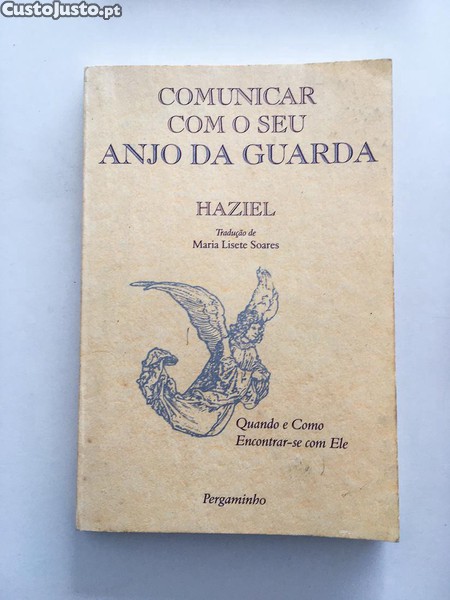 CustoJusto.pt
COMUNICAR
COM O SEU
ANJO DA GUARDA
HAZIEL
Tradução de
Maria Lisete Soares
Quando e Como
Encontrar-se com Ele
Pergaminho